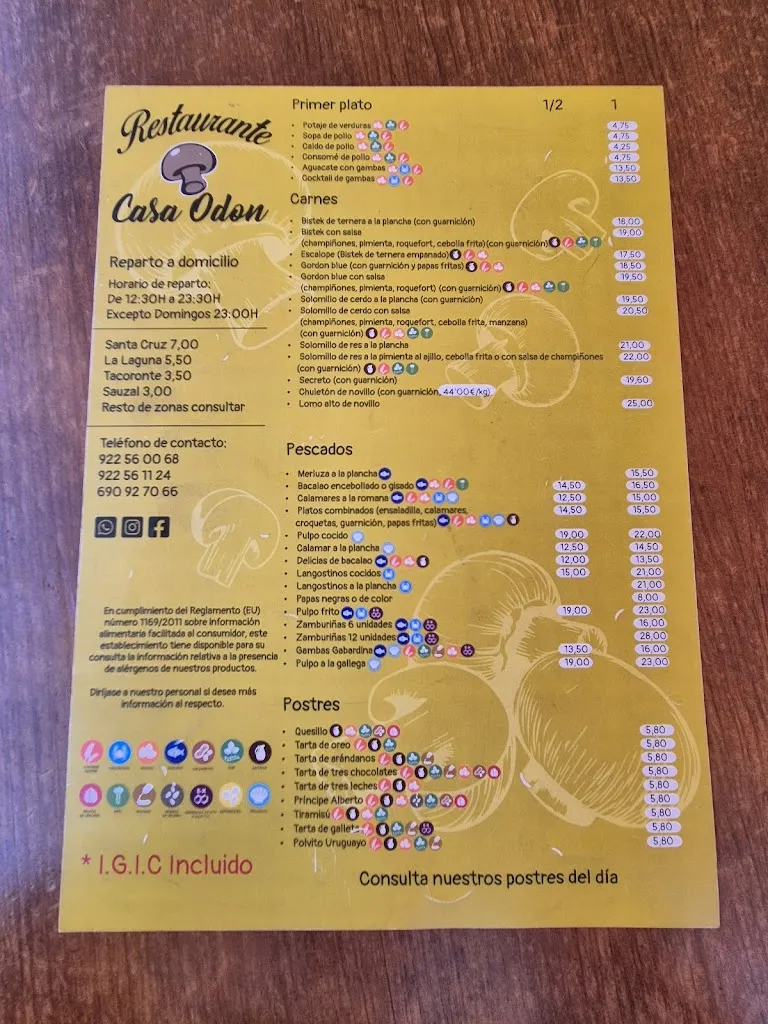 Restaurante
Casa Odon
Reparto a domicilio
Horario de reparto:
De 12:30H a 23:30H
Excepto Domingos 23:00H
Santa Cruz 7,00
La Laguna 5,50
Tacoronte 3,50
Sauzal 3,00
Resto de zonas consultar
Teléfono de contacto:
922 56 00 68
922 56 11 24
690 92 70 66
En cumplimiento del Reglamento (EU)
número 1169/2011 sobre información
alimentaria facilitada al consumidor, este
establecimiento tiene disponible para su
consulta la información relativa a la presencia
de alérgenos de nuestros productos.
Diríjase a nuestro personal si desea más
información al respecto.
* I.G.I.C Incluido
Primer plato 1/2 1
• Potaje de verduras 4,75
• Sopa de pollo 4,75
• Caldo de pollo 4,25
• Consomé de pollo 4,75
• Aguacate con gambas 13,50
• Cocktail de gambas 13,50
Carnes
• Bistek de ternera a la plancha (con guarnición) 18,00
• Bistek con salsa 19,00
(champiñones, pimienta, roquefort, cebolla frita)(con guarnición)
• Escalope (Bistek de ternera empanado) 17,50
• Gordon blue (con guarnición y papas fritas) 18,50
• Gordon blue con salsa 19,50
(champiñones, pimienta, roquefort) (con guarnición)
• Solomillo de cerdo a la plancha (con guarnición) 19,50
• Solomillo de cerdo con salsa 20,50
(champiñones, pimienta, roquefort, cebolla frita, manzana)
(con guarnición)
• Solomillo de res a la plancha 21,00
• Solomillo de res a la pimienta al ajillo, cebolla frita o con salsa de champiñones 22,00
(con guarnición)
• Secreto (con guarnición) 19,60
• Chuletón de novillo (con guarnición, 44'00€/kg)
• Lomo alto de novillo 25,00
Pescados
• Merluza a la plancha 15,50
• Bacalao encebollado o gisado 14,50 16,50
• Calamares a la romana 12,50 15,00
• Platos combinados (ensaladilla, calamares, 14,50 15,50
croquetas, guarnición, papas fritas)
• Pulpo cocido 19,00 22,00
• Calamar a la plancha 12,50 14,50
• Delicias de bacalao 12,00 13,50
• Langostinos cocidos 15,00 21,00
• Langostinos a la plancha 21,00
• Papas negras o de color 8,00
• Pulpo frito 19,00 23,00
• Zamburiñas 6 unidades 16,00
• Zamburiñas 12 unidades 28,00
• Gambas Gabardina 13,50 16,00
• Pulpo a la gallega 19,00 23,00
Postres
• Quesillo 5,80
• Tarta de oreo 5,80
• Tarta de arándanos 5,80
• Tarta de tres chocolates 5,80
• Tarta de tres leches 5,80
• Príncipe Alberto 5,80
• Tiramisú 5,80
• Tarta de galleta 5,80
• Polvito Uruguayo 5,80
Consulta nuestros postres del día